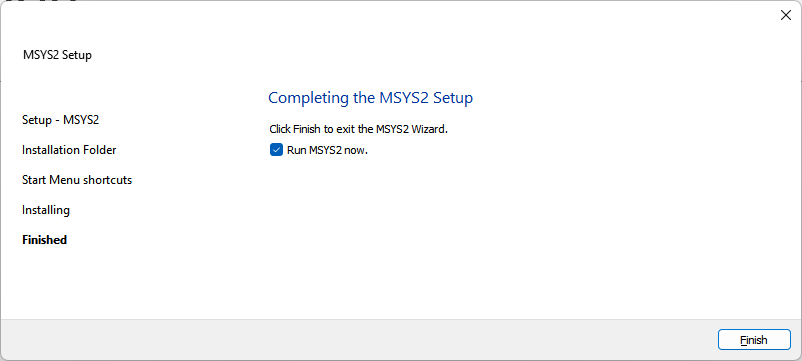 MSYS2 Setup
Setup - MSYS2
Installation Folder
Start Menu shortcuts
Installing
Finished
Completing the MSYS2 Setup
Click Finish to exit the MSYS2 Wizard.
Run MSYS2 now.
Finish